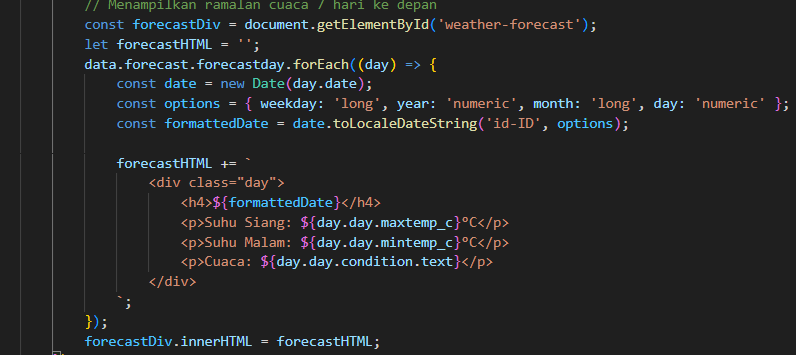 // Menampilkan ramalan cuaca 7 hari ke depan
const forecastDiv = document.getElementById('weather-forecast');
let forecastHTML = '';
data.forecast.forecastday.forEach((day) => {
const date = new Date(day.date);
const options = { weekday: 'long', year: 'numeric', month: 'long', day: 'numeric' };
const formattedDate = date.toLocaleDateString('id-ID', options);
forecastHTML += `
<div class="day">
<h4>${formattedDate}</h4>
<p>Suhu Siang: ${day.day.maxtemp_c}°C</p>
<p>Suhu Malam: ${day.day.mintemp_c}°C</p>
<p>Cuaca: ${day.day.condition.text}</p>
</div>
`;
});
forecastDiv.innerHTML = forecastHTML;